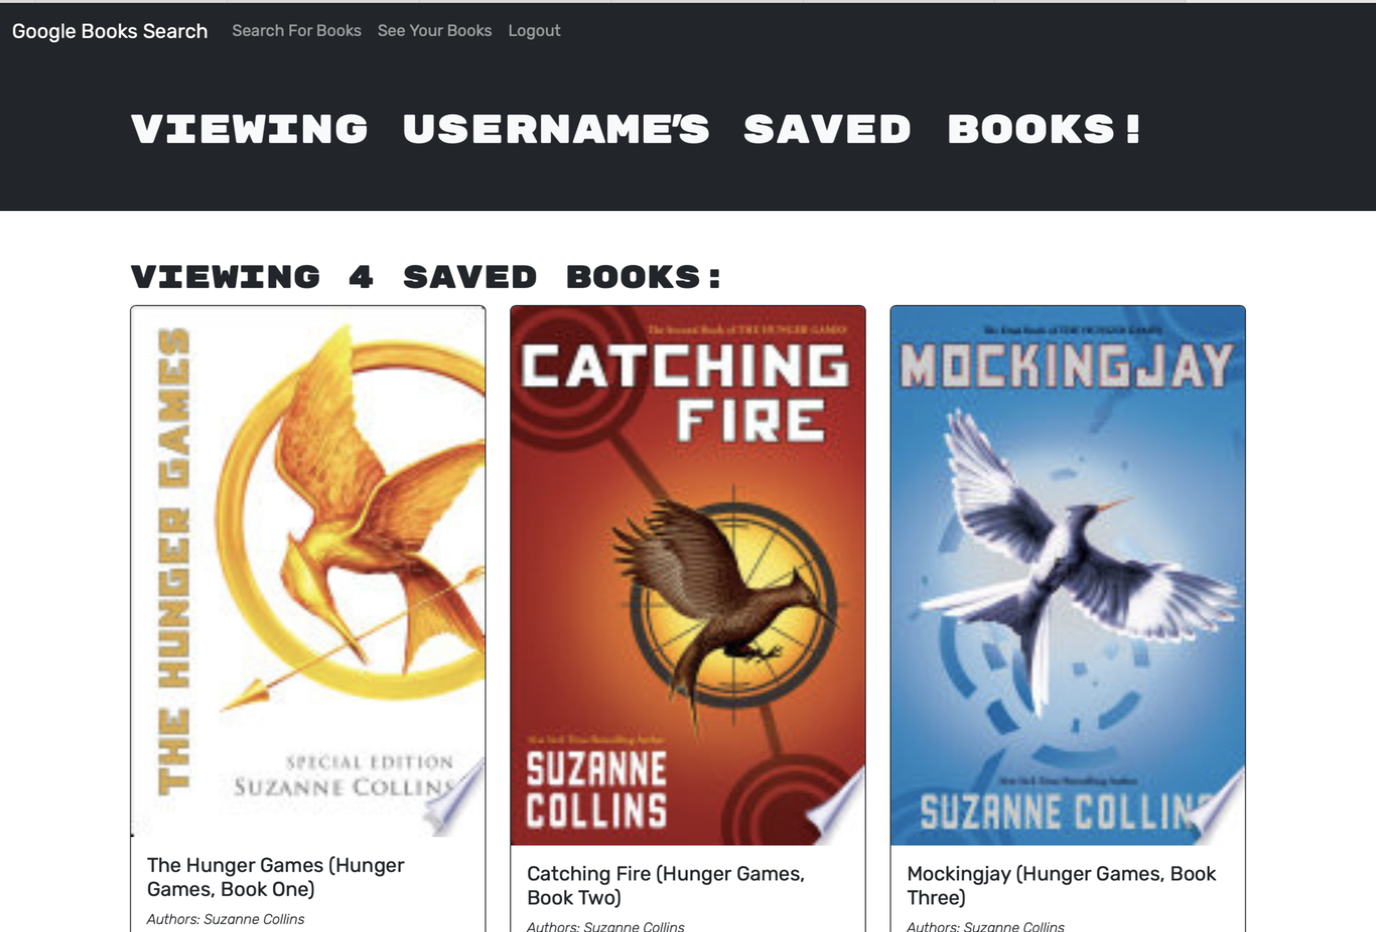 Google Books Search Search For Books See Your Books Logout
VIEWING USERNAME'S SAVED BOOKS!
VIEWING 4 SAVED BOOKS:
THE HUNGER GAMES
SPECIAL EDITION
SUZANNE COLLINS
The Second Book of THE HUNGER GAMES
CATCHING
FIRE
New York Times Bestselling Author
SUZANNE
COLLINS
The Final Book of THE HUNGER GAMES
MOCKINGJAY
New York Times Bestselling Author
SUZANNE COLLIN
The Hunger Games (Hunger
Games, Book One)
Authors: Suzanne Collins
Catching Fire (Hunger Games,
Book Two)
Authors: Suzanne Collins
Mockingjay (Hunger Games, Book
Three)
Authors: Suzanne Collins